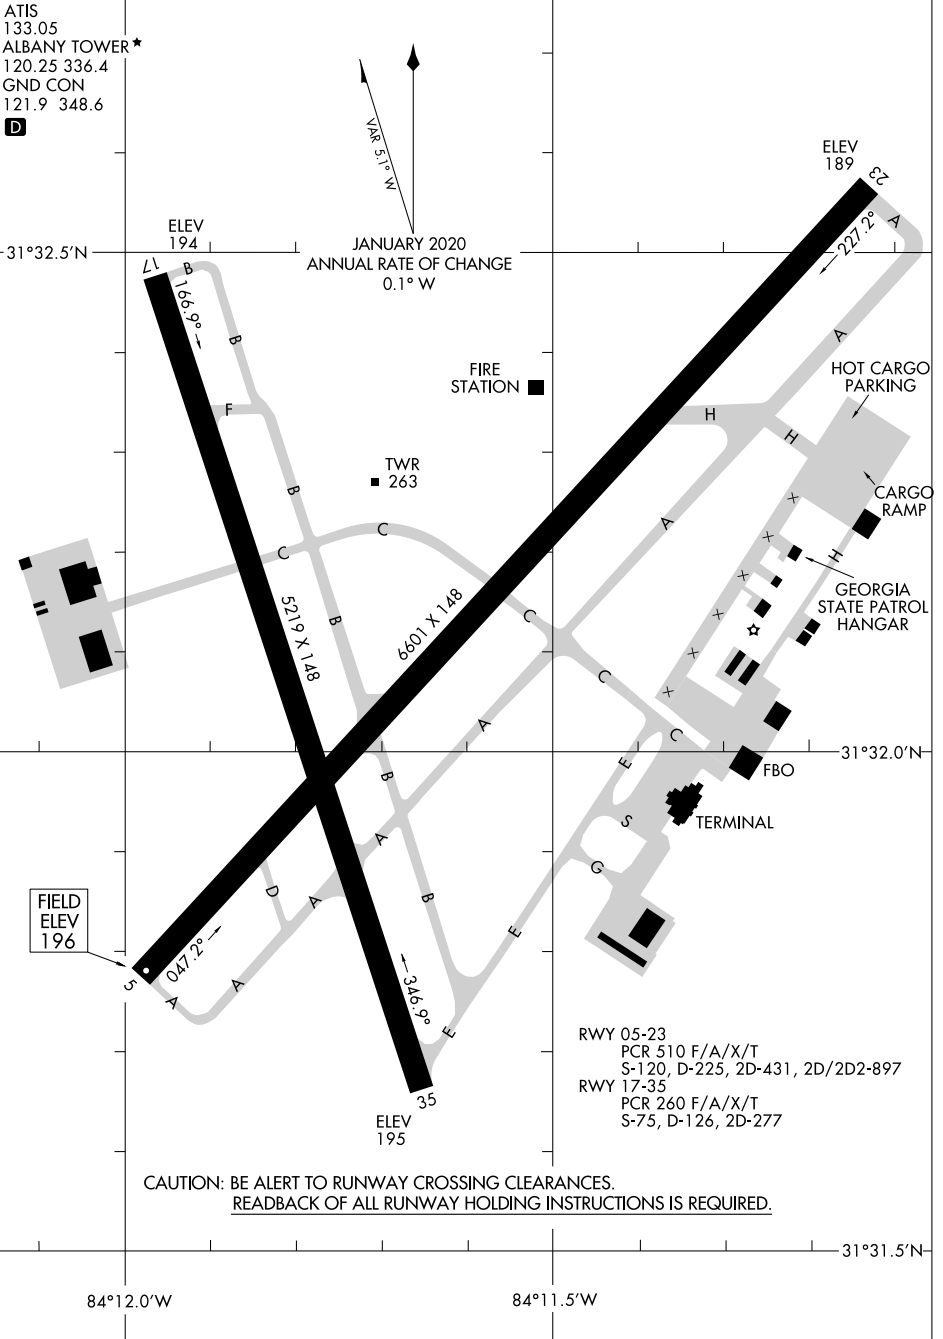 ATIS
133.05
ALBANY TOWER★
120.25 336.4
GND CON
121.9 348.6
D
VAR 5.1° W
JANUARY 2020
ANNUAL RATE OF CHANGE
0.1° W
ELEV
189
23
A
227.2°
ELEV
194
31°32.5'N
17
B
166.9°
B
A
FIRE
STATION
HOT CARGO
PARKING
F
H
H
TWR
263
B
CARGO
RAMP
X
C
A
X
C
H
X
GEORGIA
STATE PATROL
HANGAR
5219 X 148
6601 X 148
B
C
X
X
C
X
A
C
31°32.0'N
E
B
FBO
S
TERMINAL
A
G
D
A
B
FIELD
ELEV
196
E
047.2°
5
A
A
346.9°
E
35
ELEV
195
RWY 05-23
PCR 510 F/A/X/T
S-120, D-225, 2D-431, 2D/2D2-897
RWY 17-35
PCR 260 F/A/X/T
S-75, D-126, 2D-277
CAUTION: BE ALERT TO RUNWAY CROSSING CLEARANCES.
READBACK OF ALL RUNWAY HOLDING INSTRUCTIONS IS REQUIRED.
31°31.5'N
84°12.0'W
84°11.5'W